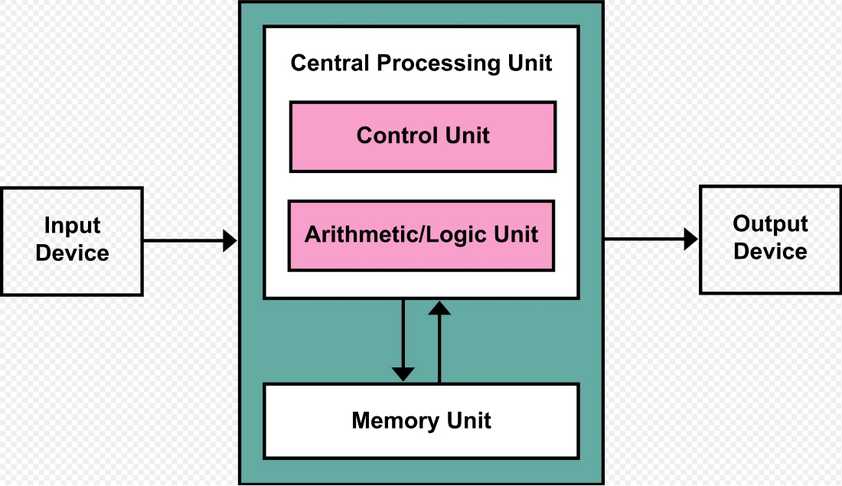 Central Processing Unit
Control Unit
Arithmetic/Logic Unit
Input
Device
Output
Device
Memory Unit